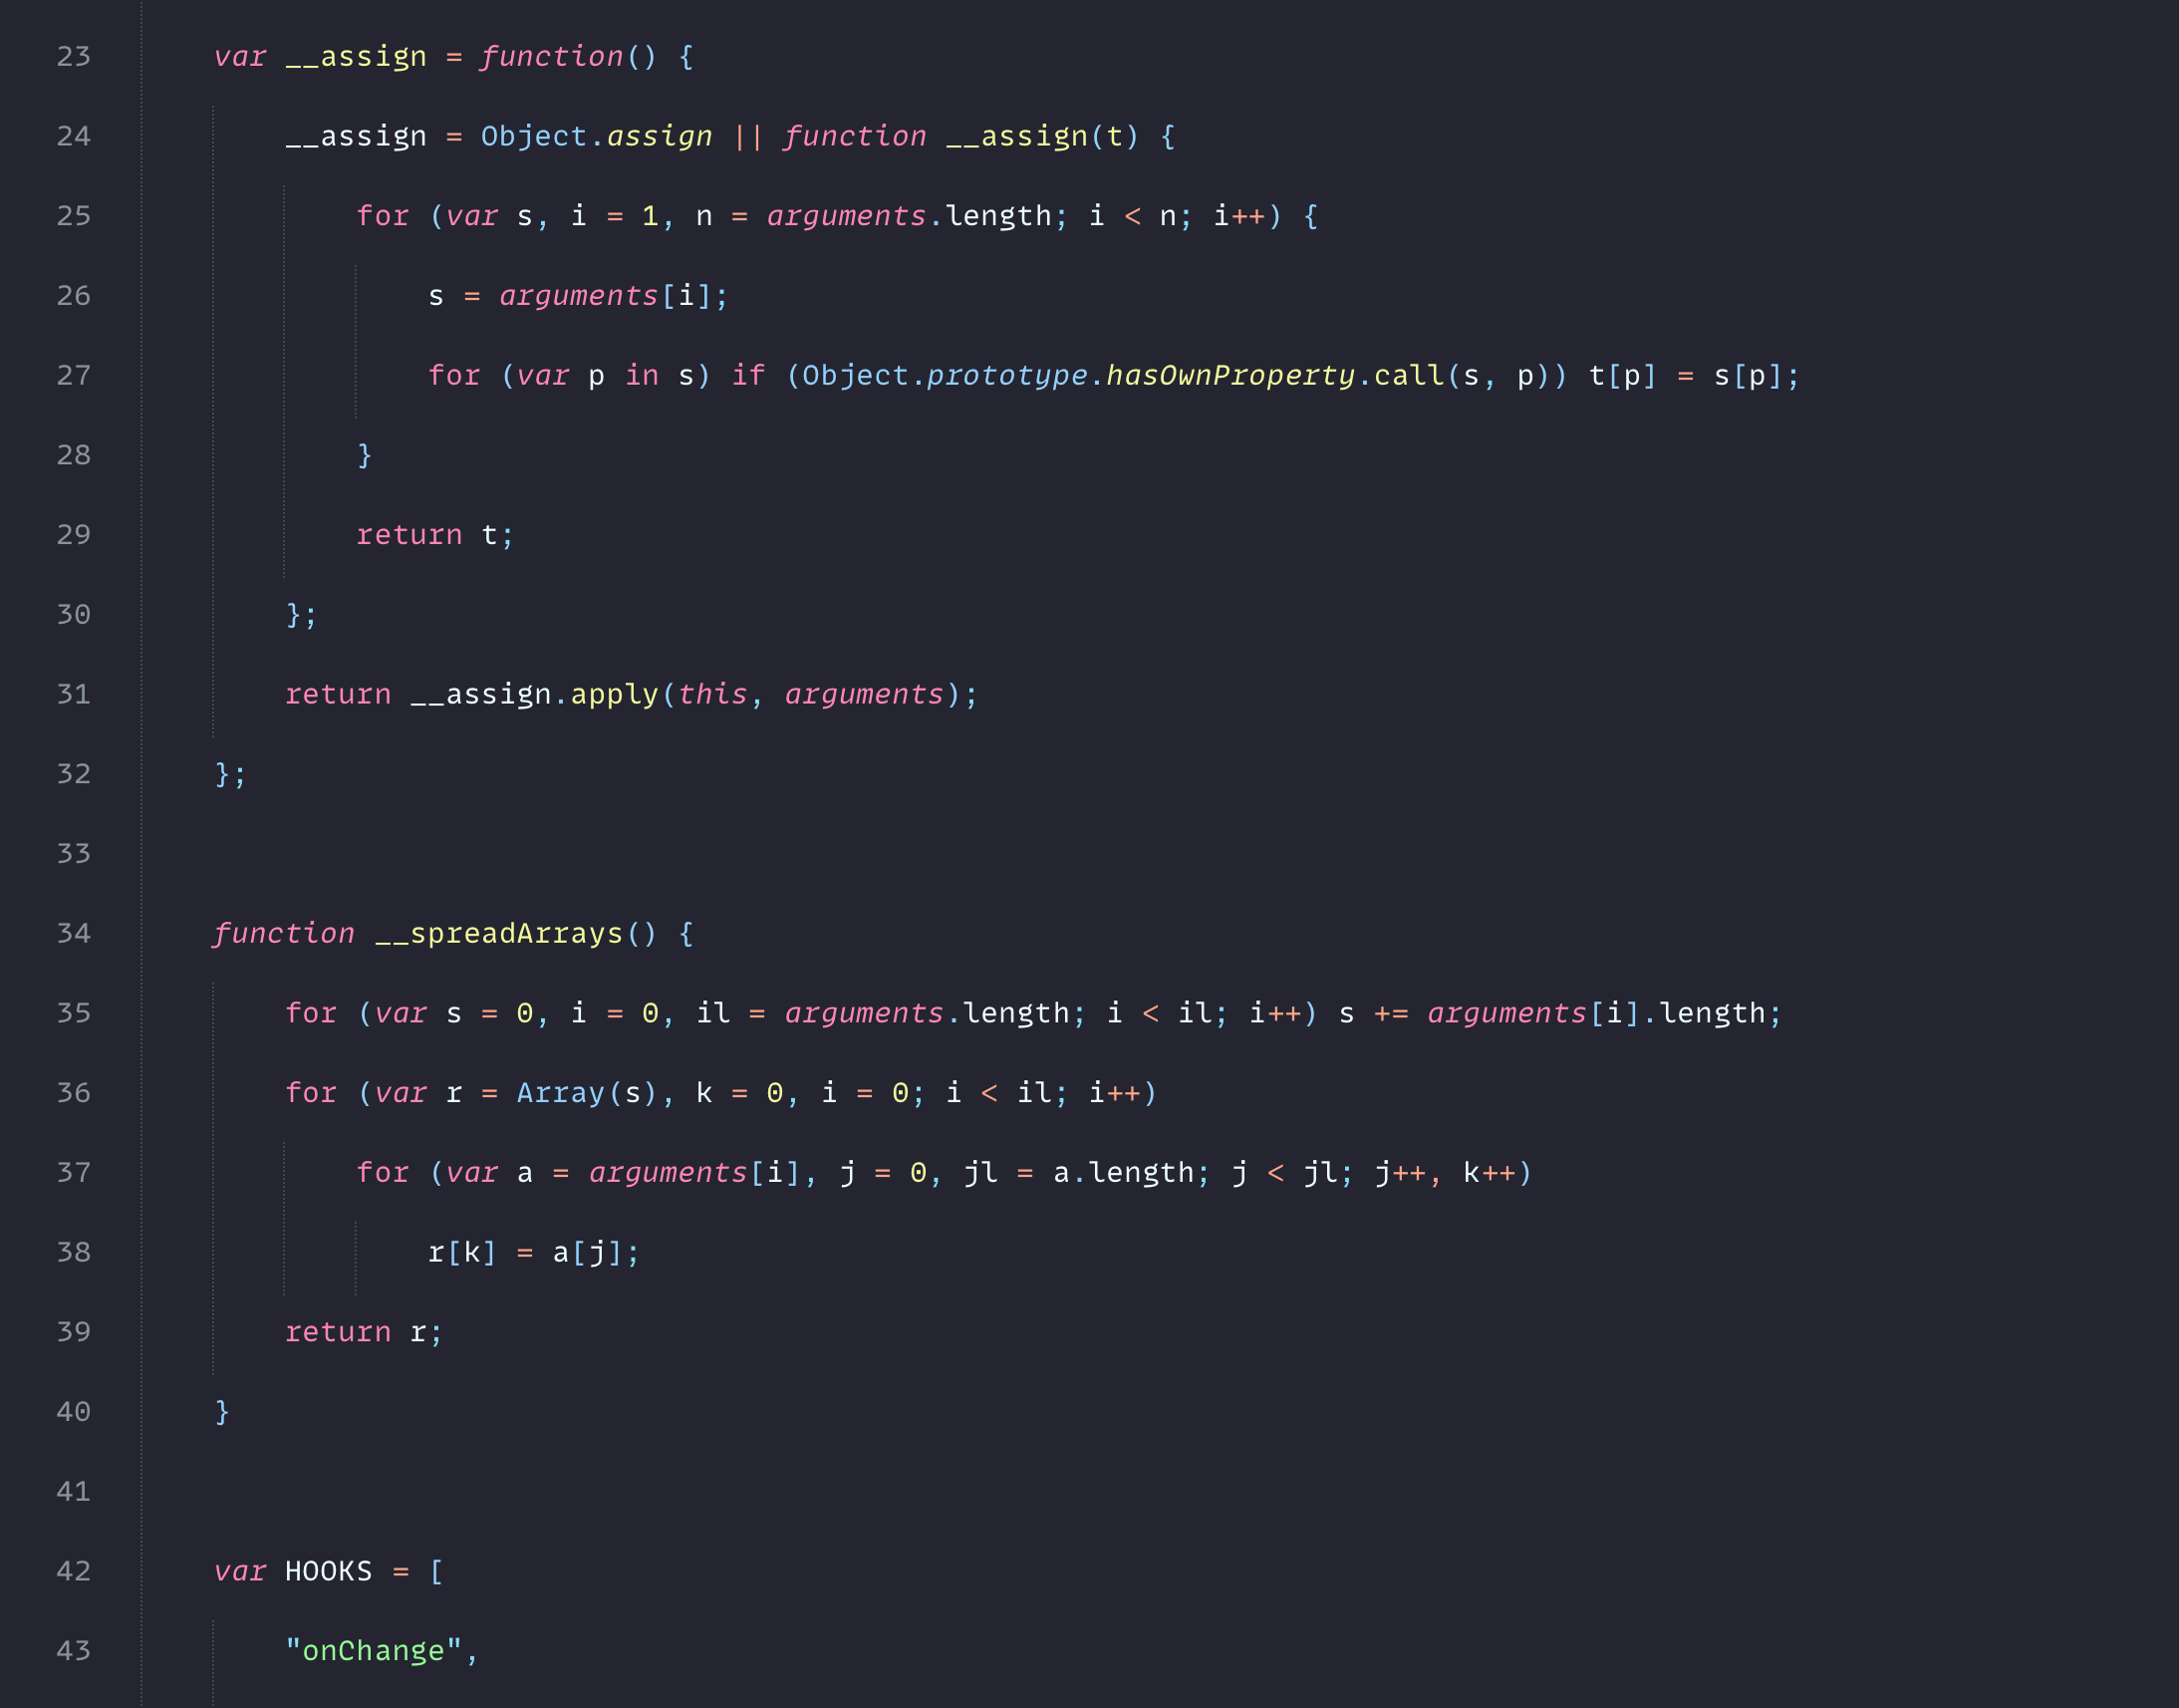 23 var __assign = function() {
24 __assign = Object.assign || function __assign(t) {
25 for (var s, i = 1, n = arguments.length; i < n; i++) {
26 s = arguments[i];
27 for (var p in s) if (Object.prototype.hasOwnProperty.call(s, p)) t[p] = s[p];
28 }
29 return t;
30 };
31 return __assign.apply(this, arguments);
32 };
33
34 function __spreadArrays() {
35 for (var s = 0, i = 0, il = arguments.length; i < il; i++) s += arguments[i].length;
36 for (var r = Array(s), k = 0, i = 0; i < il; i++)
37 for (var a = arguments[i], j = 0, jl = a.length; j < jl; j++, k++)
38 r[k] = a[j];
39 return r;
40 }
41
42 var HOOKS = [
43 "onChange",